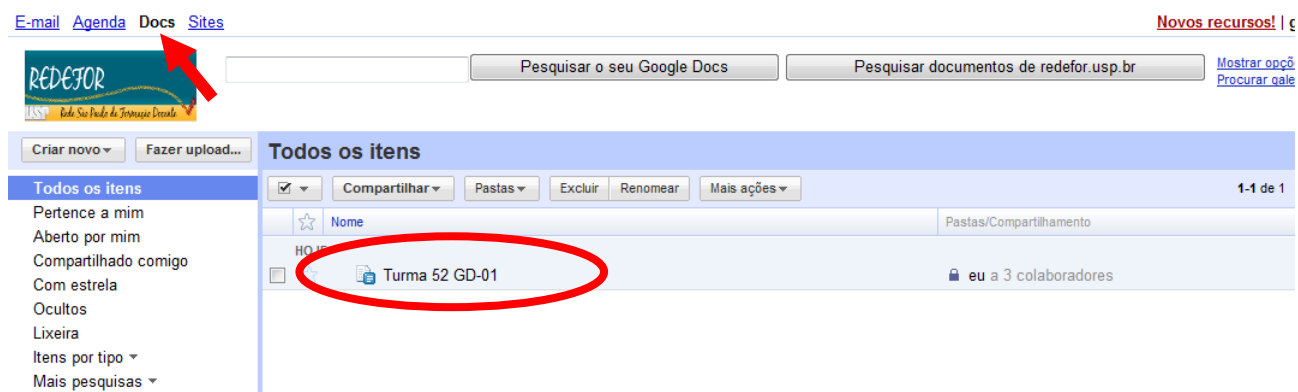 E-mail Agenda Docs Sites
Novos recursos! |
REDEFOR
USP Rede São Paulo de Formação Docente
Pesquisar o seu Google Docs
Pesquisar documentos de redefor.usp.br
Mostrar opçõ
Procurar gale
Criar novo
Fazer upload...
Todos os itens
Todos os itens
Pertence a mim
Aberto por mim
Compartilhado comigo
Com estrela
Ocultos
Lixeira
Itens por tipo
Mais pesquisas
Compartilhar Pastas Excluir Renomear Mais ações 1-1 de 1
Nome Pastas/Compartilhamento
HOJE
Turma 52 GD-01 eu a 3 colaboradores